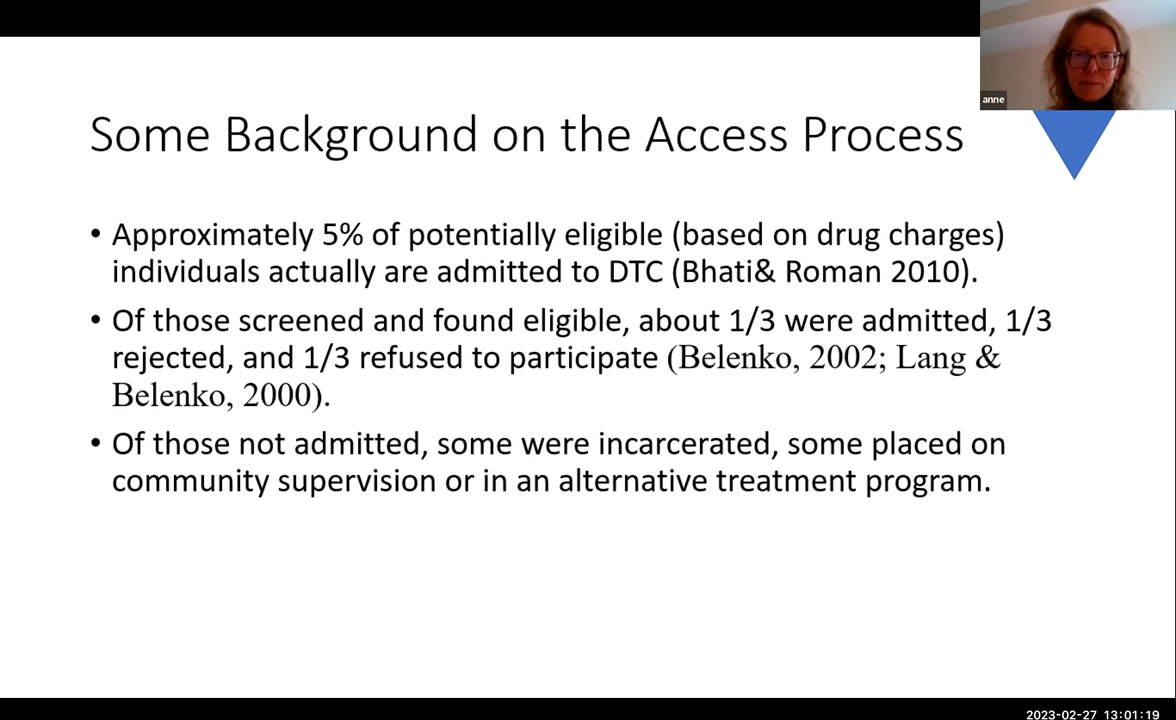 anne
Some Background on the Access Process
• Approximately 5% of potentially eligible (based on drug charges)
individuals actually are admitted to DTC (Bhati& Roman 2010).
• Of those screened and found eligible, about 1/3 were admitted, 1/3
rejected, and 1/3 refused to participate (Belenko, 2002; Lang &
Belenko, 2000).
• Of those not admitted, some were incarcerated, some placed on
community supervision or in an alternative treatment program.
2023-02-27 13:01:19